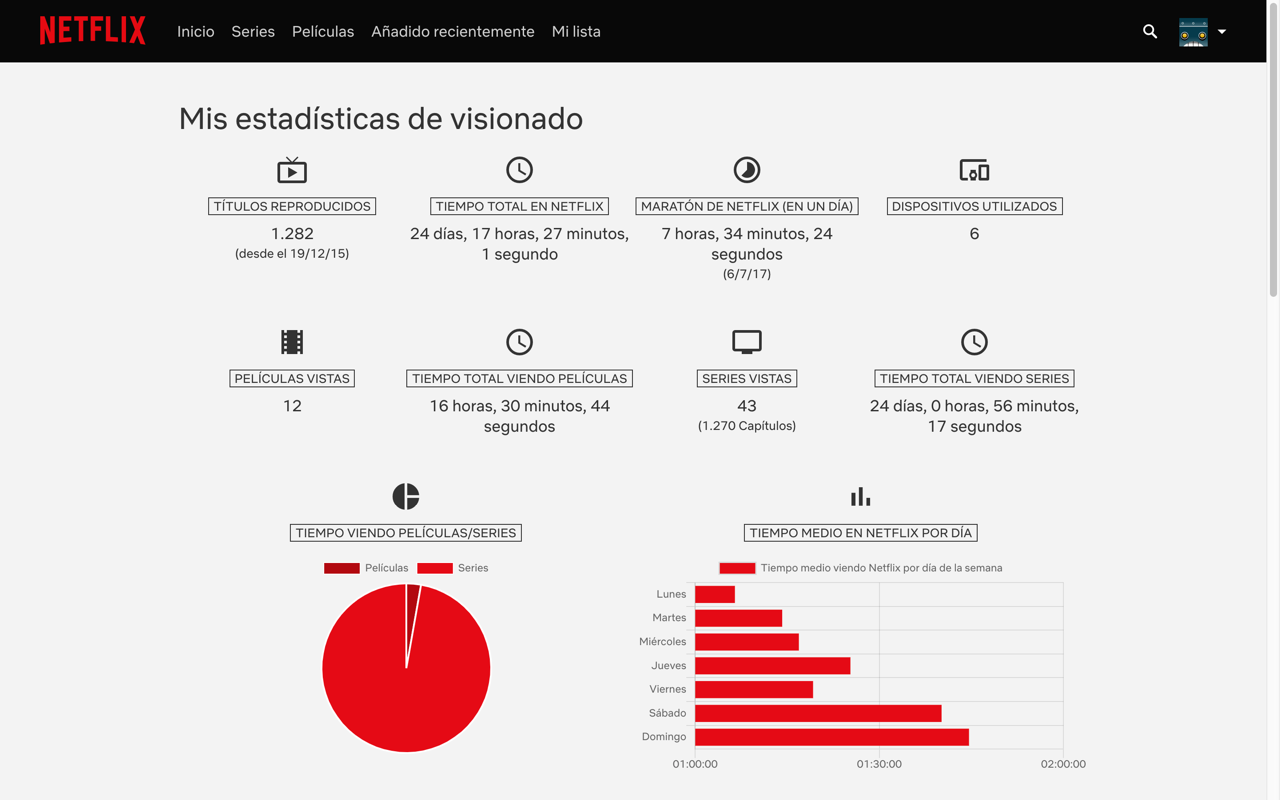 NETFLIX Inicio Series Películas Añadido recientemente Mi lista
Mis estadísticas de visionado
TÍTULOS REPRODUCIDOS
1.282
(desde el 19/12/15)
TIEMPO TOTAL EN NETFLIX
24 días, 17 horas, 27 minutos,
1 segundo
MARATÓN DE NETFLIX (EN UN DÍA)
7 horas, 34 minutos, 24
segundos
(6/7/17)
DISPOSITIVOS UTILIZADOS
6
PELÍCULAS VISTAS
12
TIEMPO TOTAL VIENDO PELÍCULAS
16 horas, 30 minutos, 44
segundos
SERIES VISTAS
43
(1.270 Capítulos)
TIEMPO TOTAL VIENDO SERIES
24 días, 0 horas, 56 minutos,
17 segundos
TIEMPO VIENDO PELÍCULAS/SERIES
Películas Series
TIEMPO MEDIO EN NETFLIX POR DÍA
Tiempo medio viendo Netflix por día de la semana
Lunes
Martes
Miércoles
Jueves
Viernes
Sábado
Domingo
01:00:00 01:30:00 02:00:00